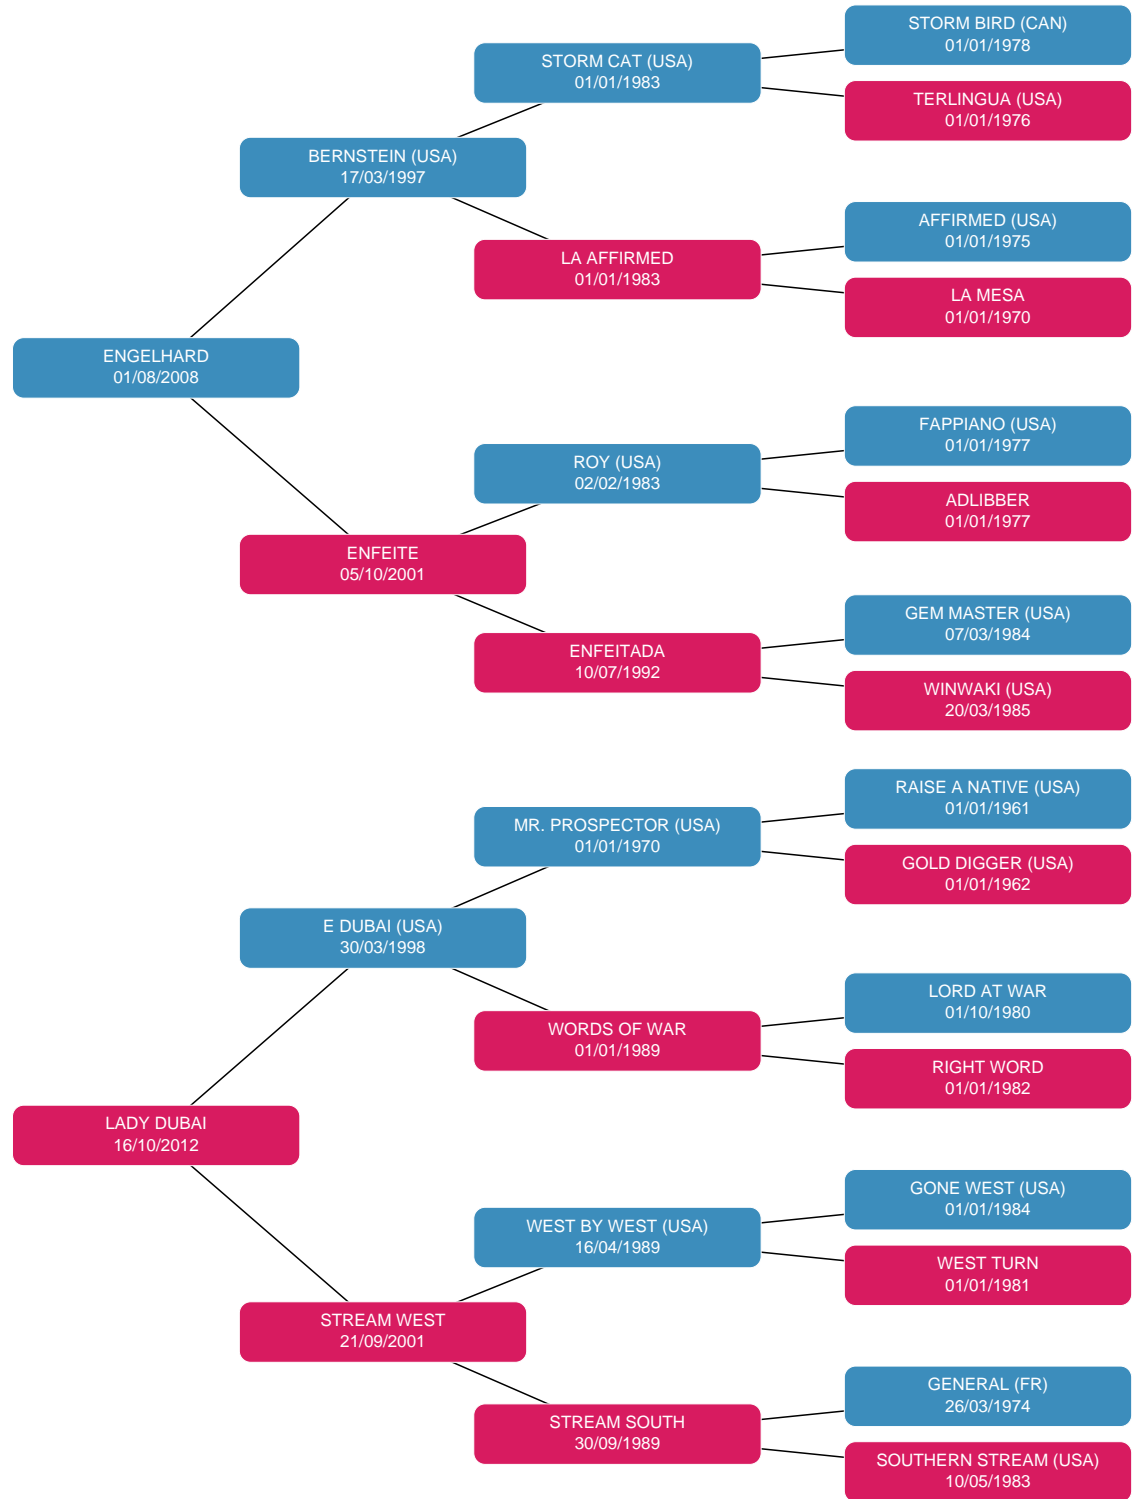 STORM BIRD (CAN)
01/01/1978
STORM CAT (USA)
01/01/1983
TERLINGUA (USA)
01/01/1976
BERNSTEIN (USA)
17/03/1997
AFFIRMED (USA)
01/01/1975
LA AFFIRMED
01/01/1983
LA MESA
01/01/1970
ENGELHARD
01/08/2008
FAPPIANO (USA)
01/01/1977
ROY (USA)
02/02/1983
ADLIBBER
01/01/1977
ENFEITE
05/10/2001
GEM MASTER (USA)
07/03/1984
ENFEITADA
10/07/1992
WINWAKI (USA)
20/03/1985
RAISE A NATIVE (USA)
01/01/1961
MR. PROSPECTOR (USA)
01/01/1970
GOLD DIGGER (USA)
01/01/1962
E DUBAI (USA)
30/03/1998
LORD AT WAR
01/10/1980
WORDS OF WAR
01/01/1989
RIGHT WORD
01/01/1982
LADY DUBAI
16/10/2012
GONE WEST (USA)
01/01/1984
WEST BY WEST (USA)
16/04/1989
WEST TURN
01/01/1981
STREAM WEST
21/09/2001
GENERAL (FR)
26/03/1974
STREAM SOUTH
30/09/1989
SOUTHERN STREAM (USA)
10/05/1983